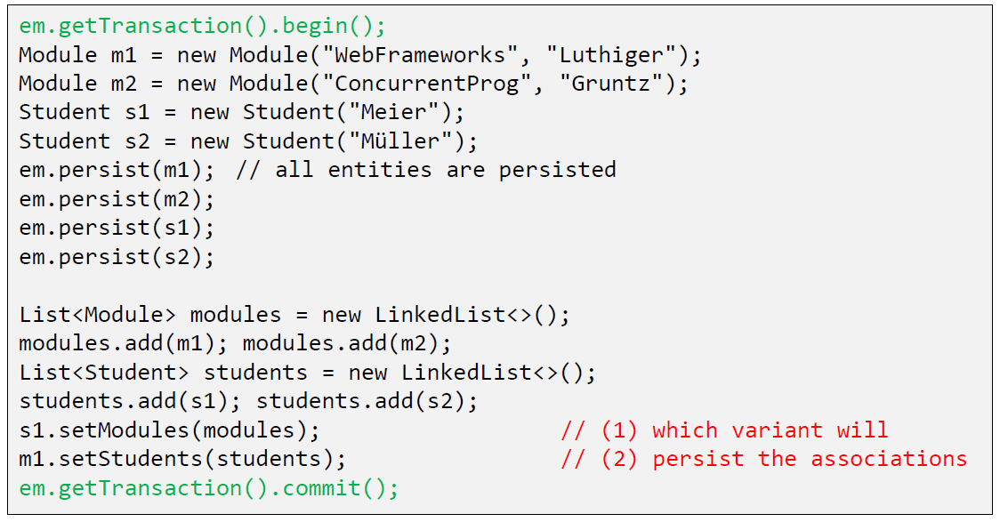 em.getTransaction().begin();
Module m1 = new Module("WebFrameworks", "Luthiger");
Module m2 = new Module("ConcurrentProg", "Gruntz");
Student s1 = new Student("Meier");
Student s2 = new Student("Müller");
em.persist(m1); // all entities are persisted
em.persist(m2);
em.persist(s1);
em.persist(s2);
List<Module> modules = new LinkedList<>();
modules.add(m1); modules.add(m2);
List<Student> students = new LinkedList<>();
students.add(s1); students.add(s2);
s1.setModules(modules); // (1) which variant will
m1.setStudents(students); // (2) persist the associations
em.getTransaction().commit();